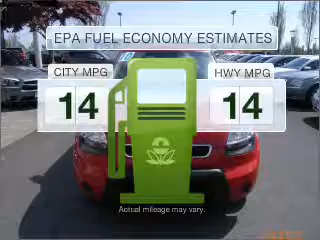 EPA FUEL ECONOMY ESTIMATES
CITY MPG
HWY MPG
14
14
Actual mileage may vary.